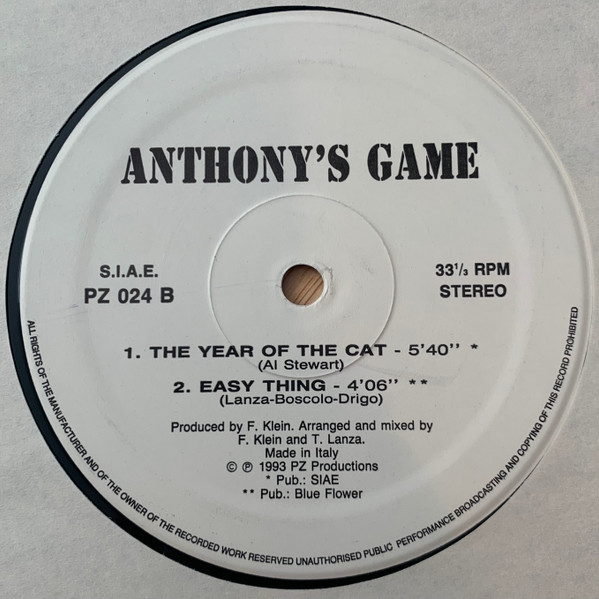 ANTHONY'S GAME
S.I.A.E.
PZ 024 B
33 1/3 RPM
STEREO
1. THE YEAR OF THE CAT - 5'40'' *
(Al Stewart)
2. EASY THING - 4'06'' **
(Lanza-Boscolo-Drigo)
Produced by F. Klein. Arranged and mixed by
F. Klein and T. Lanza.
Made in Italy
© ℗ 1993 PZ Productions
* Pub.: SIAE
** Pub.: Blue Flower
ALL RIGHTS OF THE MANUFACTURER AND OF THE OWNER OF THE RECORDED WORK RESERVED UNAUTHORISED PUBLIC PERFORMANCE BROADCASTING AND COPYING OF THIS RECORD PROHIBITED